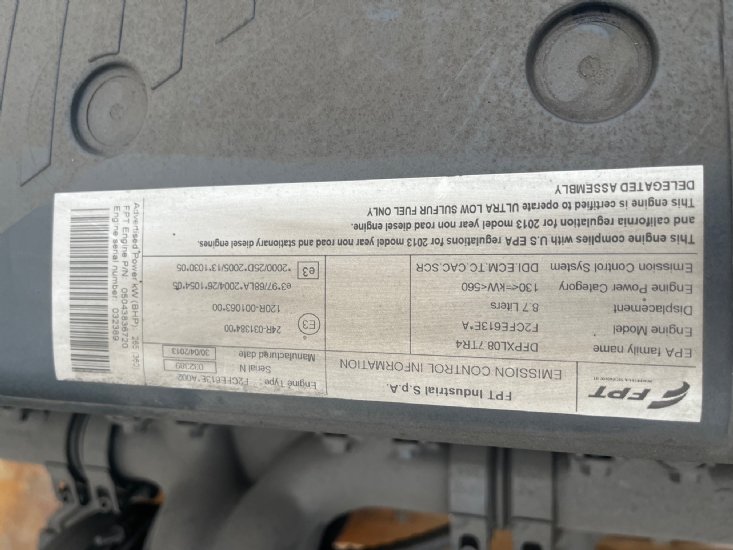 FPT
POWERTRAIN TECHNOLOGIES
FPT Industrial S.p.A.
EMISSION CONTROL INFORMATION
Engine Type: F2CFE613E*A002
Serial N 032389
Manufactured date 30/04/2013
EPA family name DFPXL08.7TR4
Engine Model F2CFE613E*A
Displacement 8.7 Liters
Engine Power Category 130<=kW<560
Emission Control System DDI,ECM,TC,CAC,SCR
E3 24R-031384*00
120R-001063*00
e3 e3*97/68LA*2004/26*1054*05
*2000/25D*2005/13*1030*05
This engine complies with U.S EPA regulations for 2013 model year non road and stationary diesel engines.
and california regulation for 2013 model year non road diesel engine.
This engine is certified to operate ULTRA LOW SULFUR FUEL ONLY
DELEGATED ASSEMBLY
Advertised Power kW (BHP): 265 (360)
FPT Engine P/N: 05043836720
Engine serial number: 032389